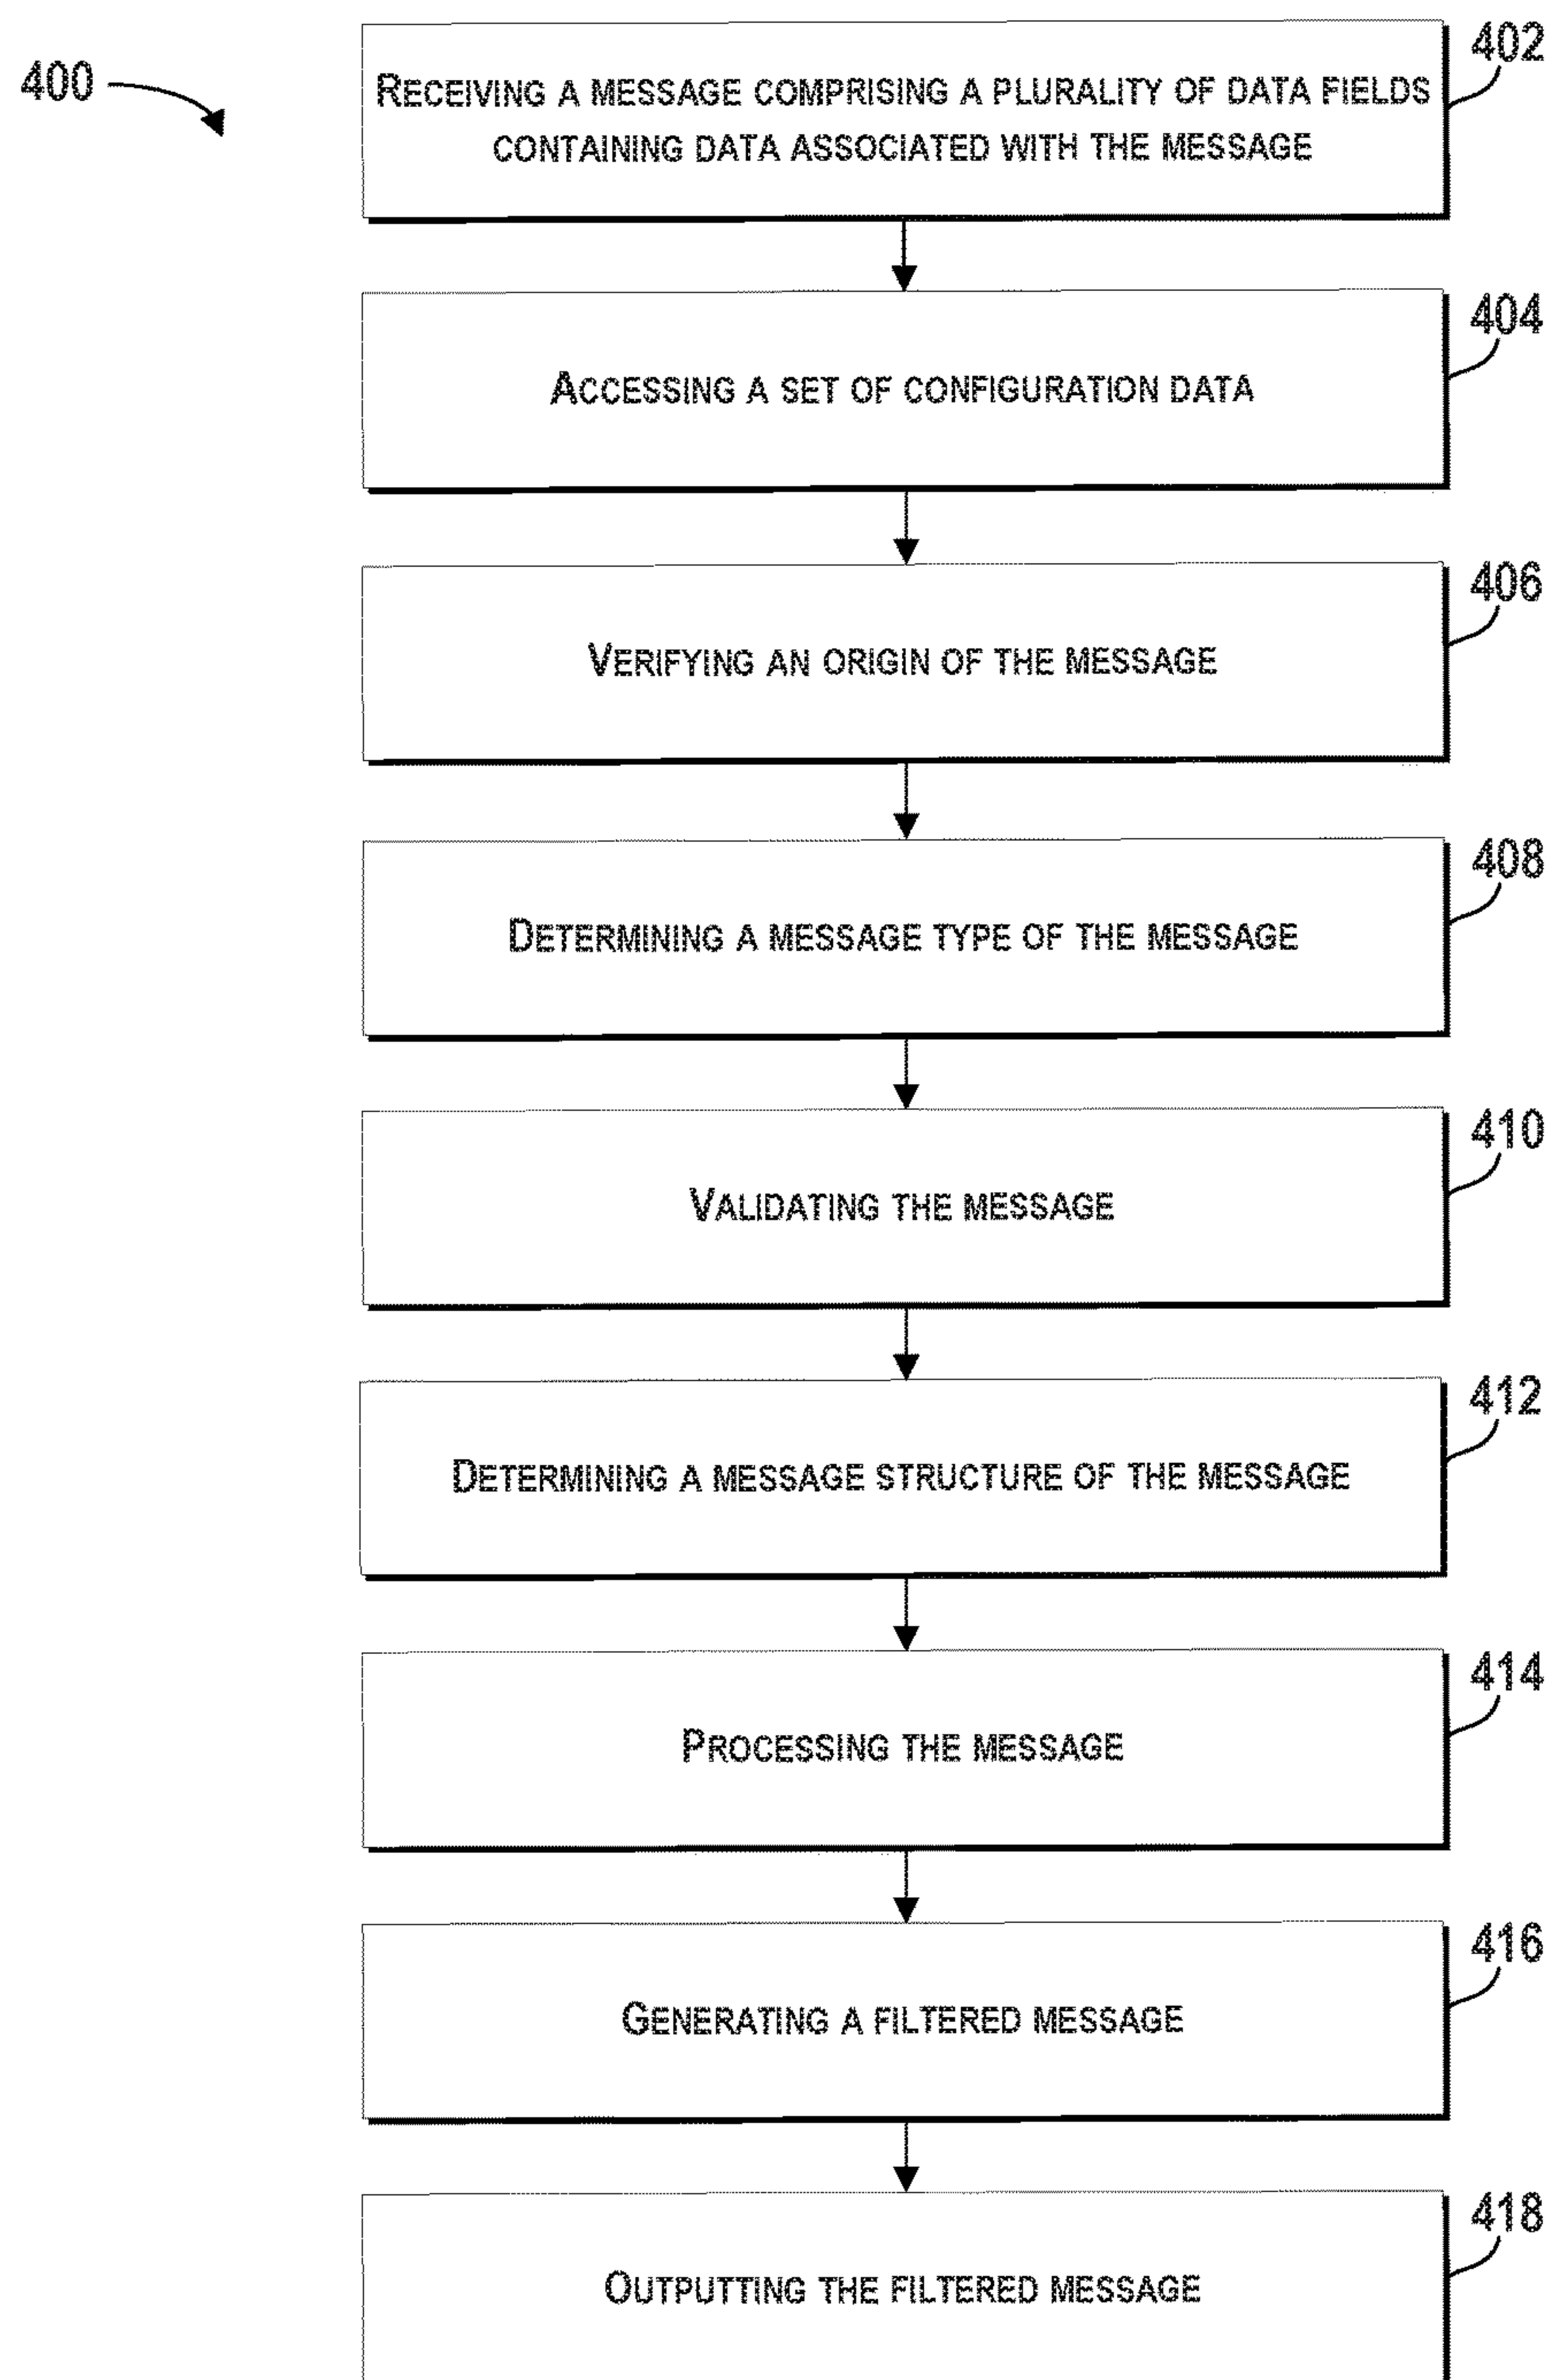 400
RECEIVING A MESSAGE COMPRISING A PLURALITY OF DATA FIELDS
CONTAINING DATA ASSOCIATED WITH THE MESSAGE
402
ACCESSING A SET OF CONFIGURATION DATA
404
VERIFYING AN ORIGIN OF THE MESSAGE
406
DETERMINING A MESSAGE TYPE OF THE MESSAGE
408
VALIDATING THE MESSAGE
410
DETERMINING A MESSAGE STRUCTURE OF THE MESSAGE
412
PROCESSING THE MESSAGE
414
GENERATING A FILTERED MESSAGE
416
OUTPUTTING THE FILTERED MESSAGE
418